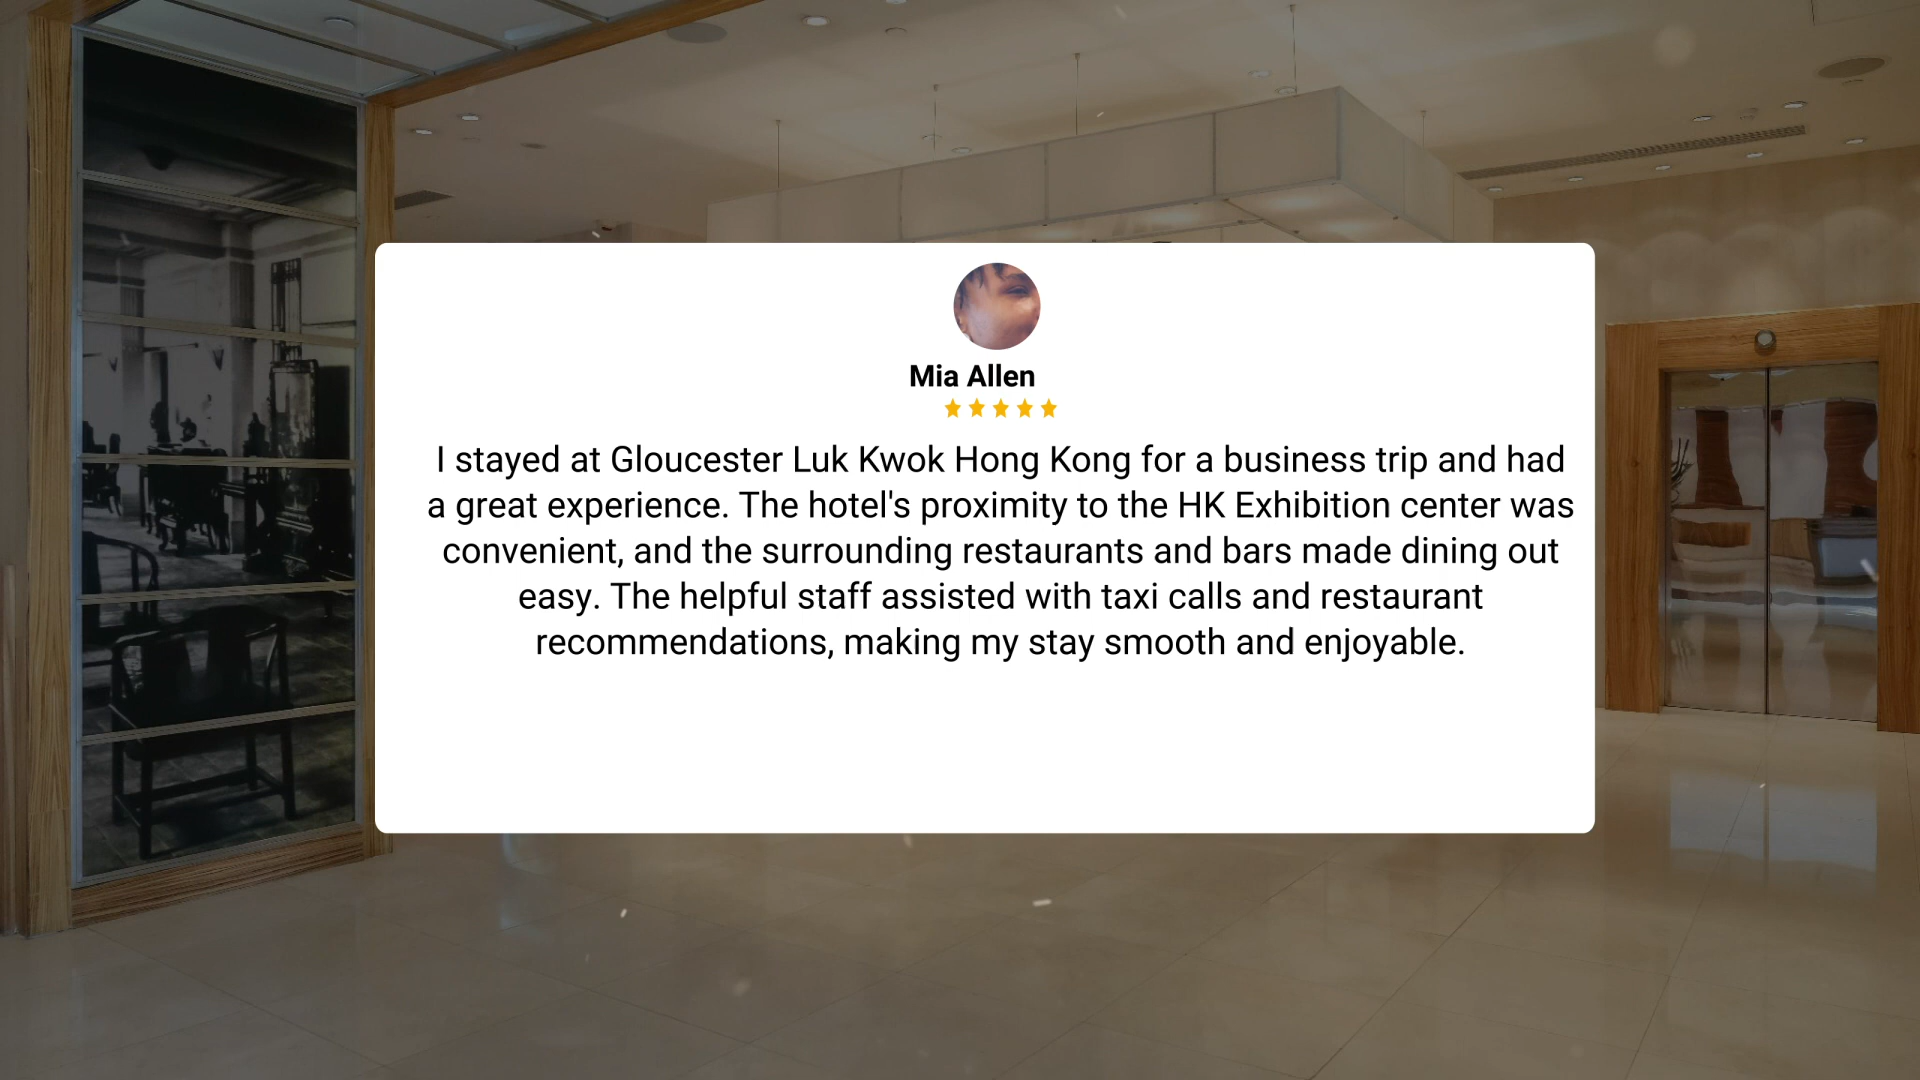 Mia Allen
I stayed at Gloucester Luk Kwok Hong Kong for a business trip and had
a great experience. The hotel's proximity to the HK Exhibition center was
convenient, and the surrounding restaurants and bars made dining out
easy. The helpful staff assisted with taxi calls and restaurant
recommendations, making my stay smooth and enjoyable.